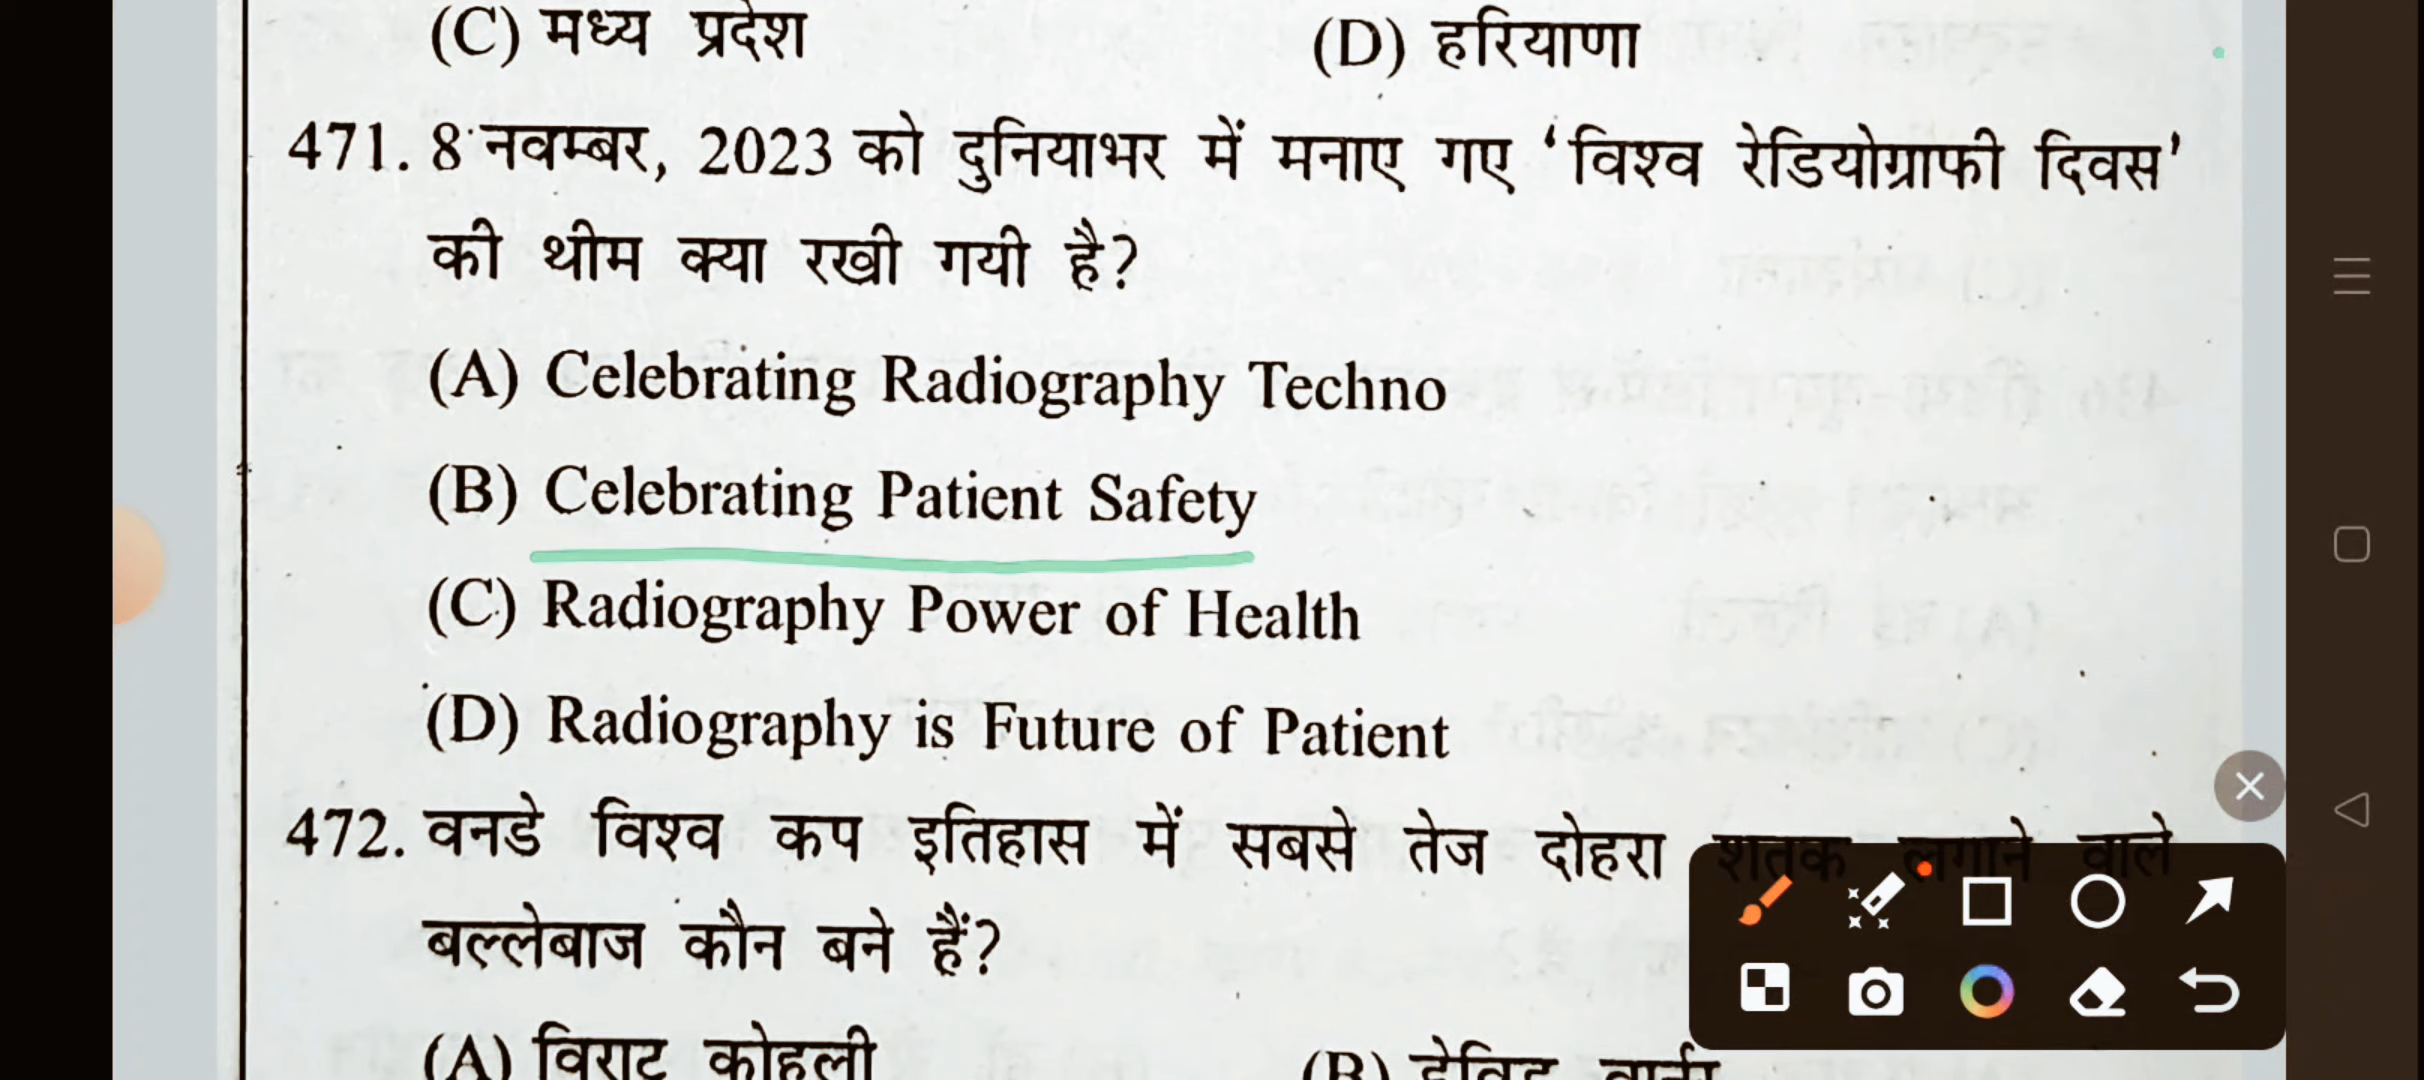 (C) मध्य प्रदेश (D) हरियाणा
471. 8 नवम्बर, 2023 को दुनियाभर में मनाए गए ‘विश्व रेडियोग्राफी दिवस’
की थीम क्या रखी गयी है?
(A) Celebrating Radiography Techno
(B) Celebrating Patient Safety
(C) Radiography Power of Health
(D) Radiography is Future of Patient
472. वनडे विश्व कप इतिहास में सबसे तेज दोहरा शतक लगाने वाले
बल्लेबाज कौन बने हैं?
(A) विराट कोहली (B) डेविड वार्नर